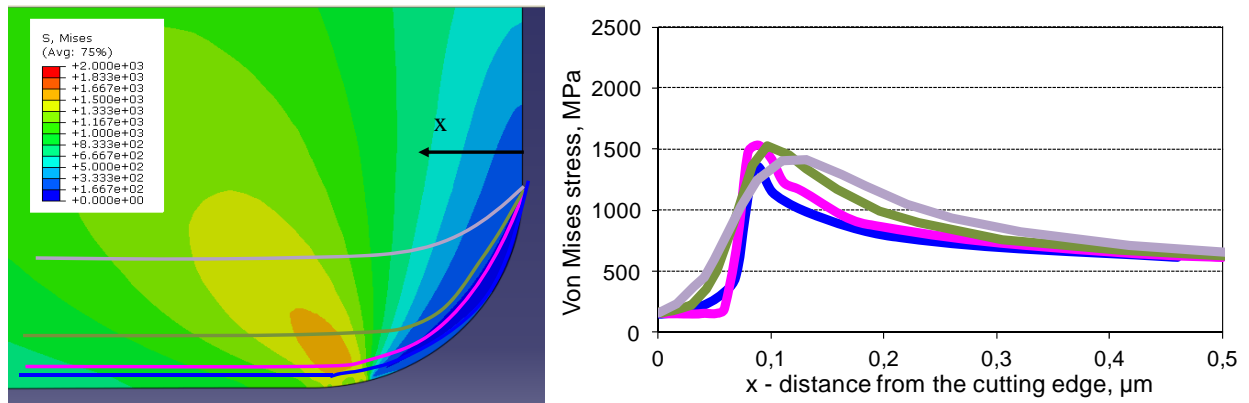 S, Mises
(Avg: 75%)
+2.000e+03
+1.833e+03
+1.667e+03
+1.500e+03
+1.333e+03
+1.167e+03
+1.000e+03
+8.333e+02
+6.667e+02
+5.000e+02
+3.333e+02
+1.667e+02
+0.000e+00
x
Von Mises stress, MPa
2500
2000
1500
1000
500
0
0 0,1 0,2 0,3 0,4 0,5
x - distance from the cutting edge, µm